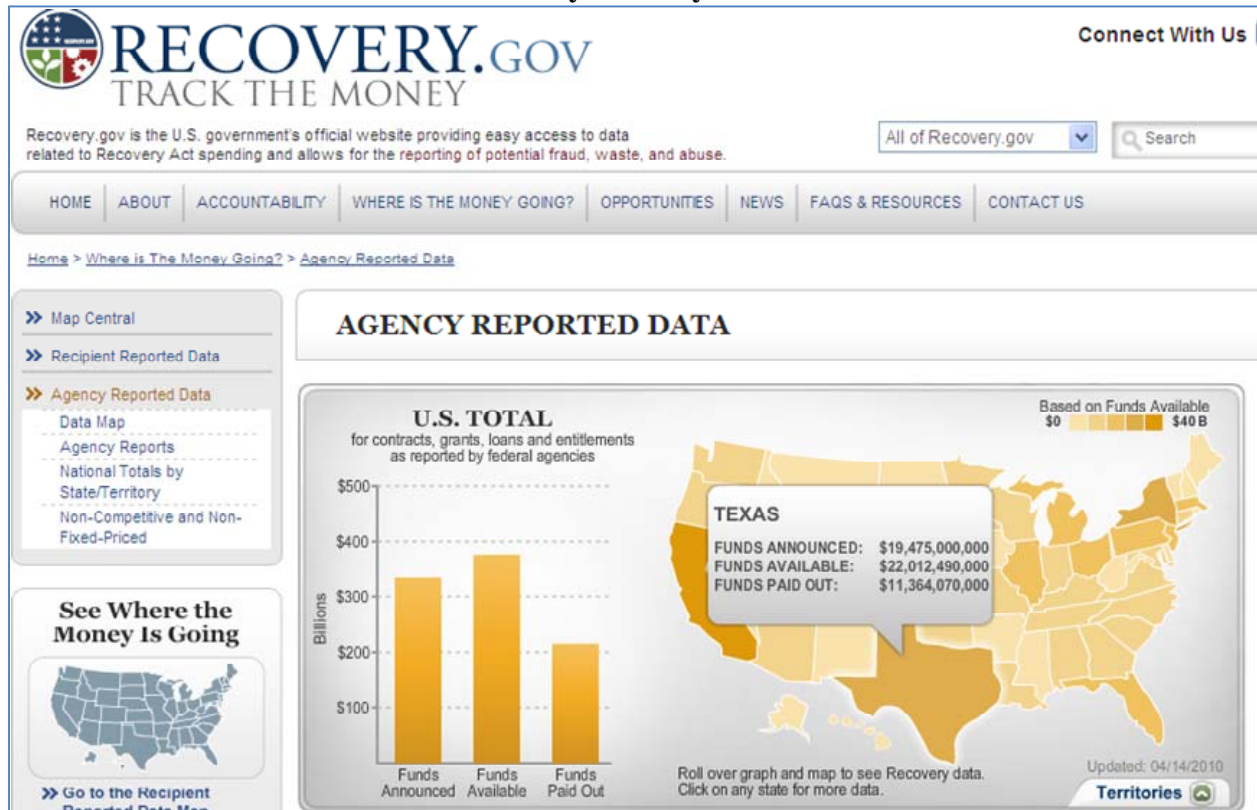 RECOVERY.GOV
TRACK THE MONEY
Connect With Us
Recovery.gov is the U.S. government's official website providing easy access to data
related to Recovery Act spending and allows for the reporting of potential fraud, waste, and abuse.
All of Recovery.gov
Search
HOME ABOUT ACCOUNTABILITY WHERE IS THE MONEY GOING? OPPORTUNITIES NEWS FAQS & RESOURCES CONTACT US
Home > Where is The Money Going? > Agency Reported Data
Map Central
Recipient Reported Data
Agency Reported Data
Data Map
Agency Reports
National Totals by
State/Territory
Non-Competitive and Non-
Fixed-Priced
See Where the
Money Is Going
Go to the Recipient
Reported Data Map
AGENCY REPORTED DATA
U.S. TOTAL
for contracts, grants, loans and entitlements
as reported by federal agencies
$500
$400
$300
$200
$100
Billions
Funds
Announced
Funds
Available
Funds
Paid Out
Based on Funds Available
$0 $40 B
TEXAS
FUNDS ANNOUNCED: $19,475,000,000
FUNDS AVAILABLE: $22,012,490,000
FUNDS PAID OUT: $11,364,070,000
Roll over graph and map to see Recovery data.
Click on any state for more data.
Updated: 04/14/2010
Territories